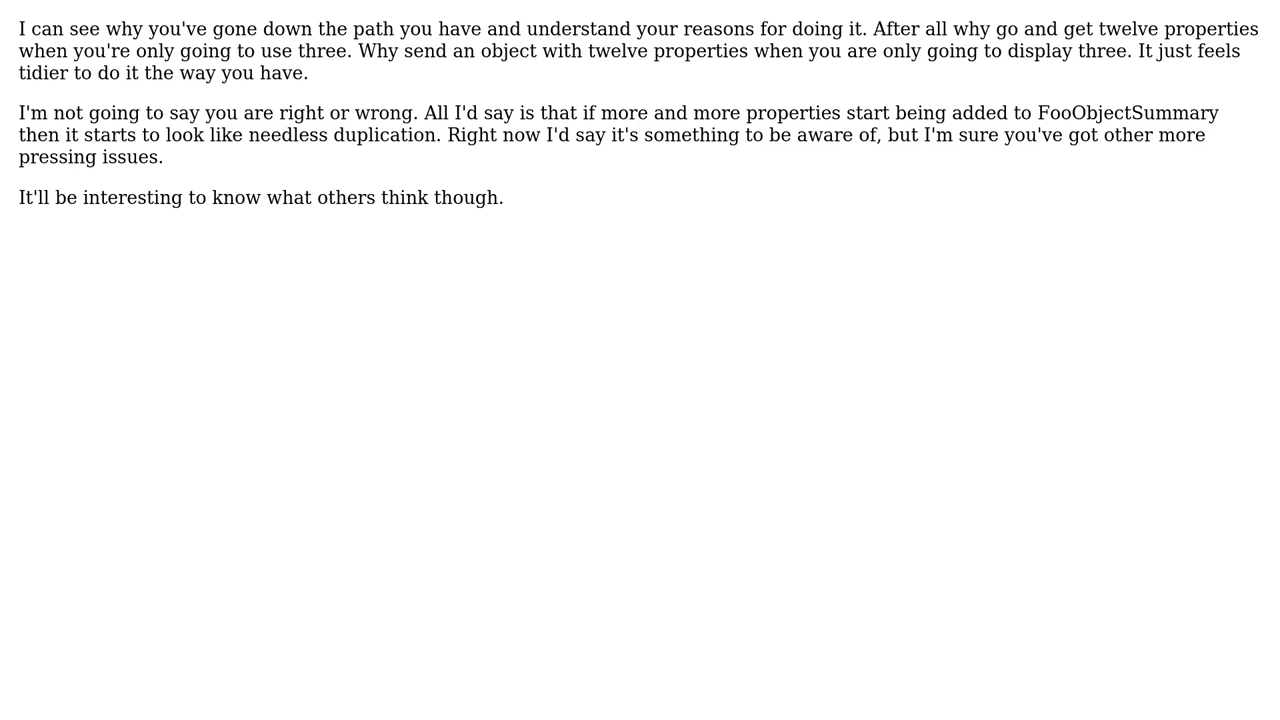 I can see why you've gone down the path you have and understand your reasons for doing it. After all why go and get twelve properties
when you're only going to use three. Why send an object with twelve properties when you are only going to display three. It just feels
tidier to do it the way you have.
I'm not going to say you are right or wrong. All I'd say is that if more and more properties start being added to FooObjectSummary
then it starts to look like needless duplication. Right now I'd say it's something to be aware of, but I'm sure you've got other more
pressing issues.
It'll be interesting to know what others think though.